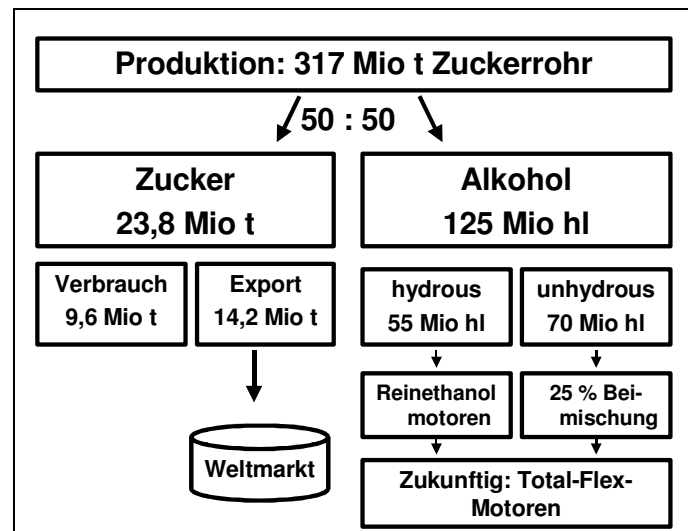 Produktion: 317 Mio t Zuckerrohr
50 : 50
Zucker
23,8 Mio t
Alkohol
125 Mio hl
Verbrauch
9,6 Mio t
Export
14,2 Mio t
hydrous
55 Mio hl
unhydrous
70 Mio hl
Reinethanol
motoren
25 % Bei-
mischung
Weltmarkt
Zukunftig: Total-Flex-
Motoren